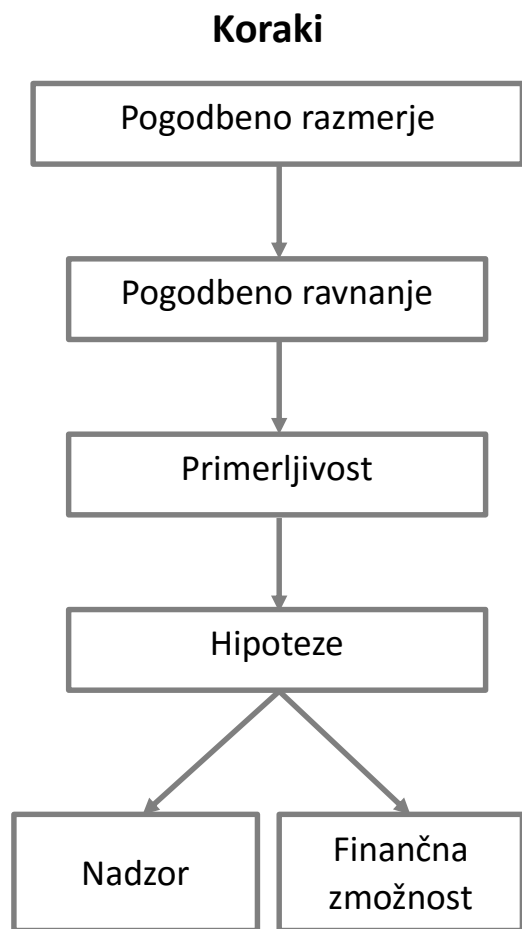 Koraki
Pogodbeno razmerje
Pogodbeno ravnanje
Primerljivost
Hipoteze
Nadzor
Finančna
zmožnost